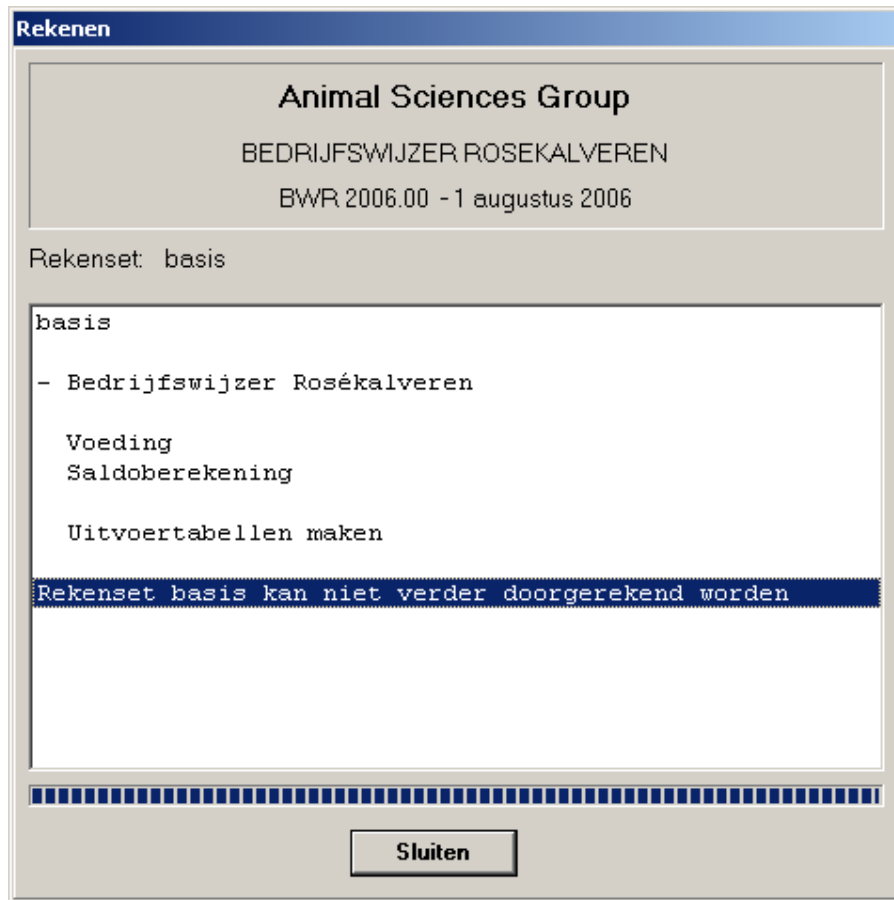 Rekenen
Animal Sciences Group
BEDRIJFSWIJZER ROSEKALVEREN
BWR 2006.00 - 1 augustus 2006
Rekenset: basis
basis
- Bedrijfswijzer Rosékalveren
Voeding
Saldoberekening
Uitvoertabellen maken
Rekenset basis kan niet verder doorgerekend worden
Sluiten